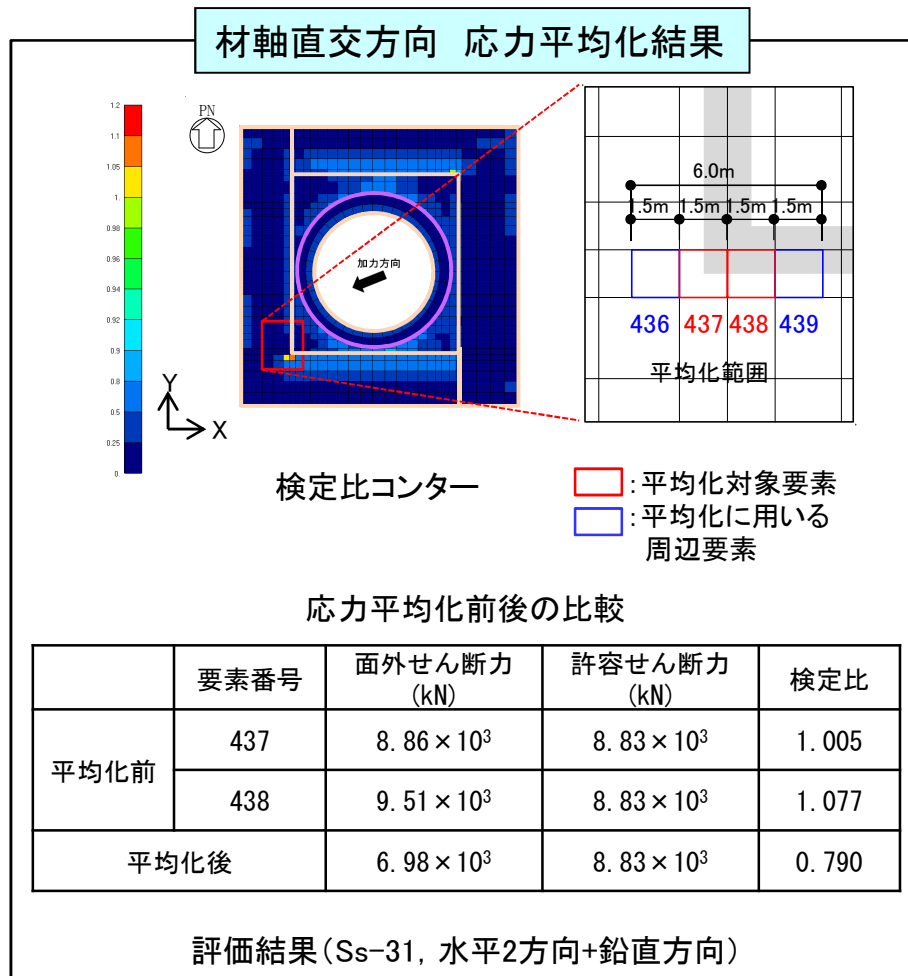 材軸直交方向 応力平均化結果
1.2
1.1
1.05
1.
0.98
0.96
0.94
0.92
0.9
0.8
0.5
0.25
0.
PN
加力方向
Y
X
検定比コンター
6.0m
1.5m 1.5m 1.5m 1.5m
436 437 438 439
平均化範囲
:平均化対象要素
:平均化に用いる
周辺要素
応力平均化前後の比較
要素番号 面外せん断力 (kN) 許容せん断力 (kN) 検定比
平均化前 437 8.86×10³ 8.83×10³ 1.005
438 9.51×10³ 8.83×10³ 1.077
平均化後 6.98×10³ 8.83×10³ 0.790
評価結果(Ss-31, 水平2方向+鉛直方向)